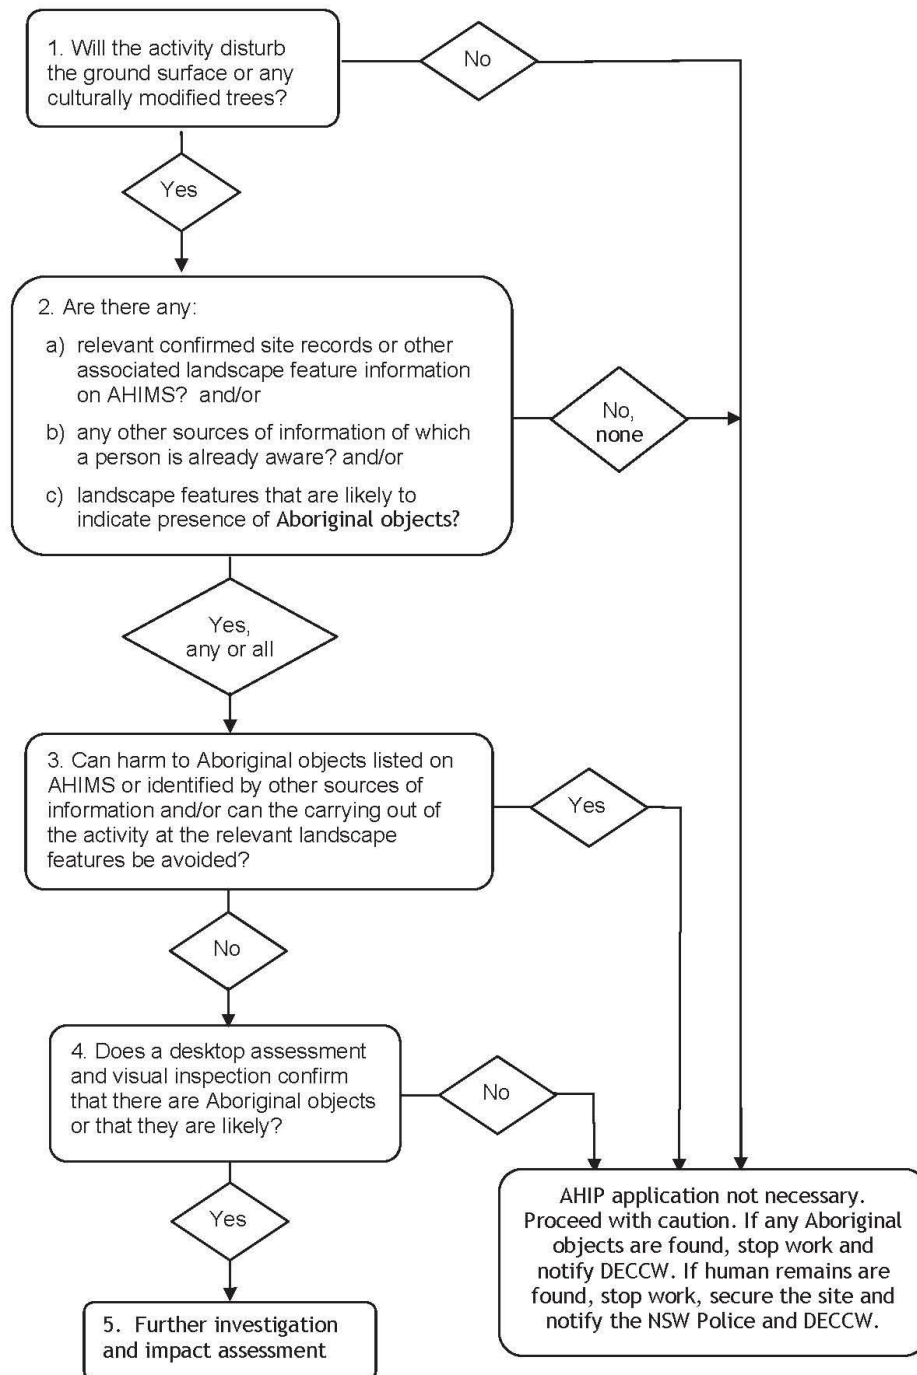 1. Will the activity disturb
the ground surface or any
culturally modified trees?
No
Yes
2. Are there any:
a) relevant confirmed site records or other
associated landscape feature information
on AHIMS? and/or
b) any other sources of information of which
a person is already aware? and/or
c) landscape features that are likely to
indicate presence of Aboriginal objects?
No,
none
Yes,
any or all
3. Can harm to Aboriginal objects listed on
AHIMS or identified by other sources of
information and/or can the carrying out of
the activity at the relevant landscape
features be avoided?
Yes
No
4. Does a desktop assessment
and visual inspection confirm
that there are Aboriginal objects
or that they are likely?
No
Yes
AHIP application not necessary.
Proceed with caution. If any Aboriginal
objects are found, stop work and
notify DECCW. If human remains are
found, stop work, secure the site and
notify the NSW Police and DECCW.
5. Further investigation
and impact assessment